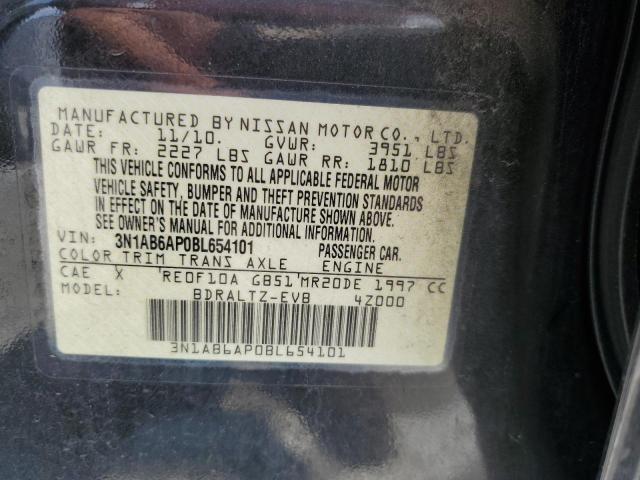 MANUFACTURED BY NISSAN MOTOR CO., LTD.
DATE: 11/10. GVWR: 3951 LBS
GAWR FR: 2227 LBS GAWR RR: 1810 LBS
THIS VEHICLE CONFORMS TO ALL APPLICABLE FEDERAL MOTOR
VEHICLE SAFETY, BUMPER AND THEFT PREVENTION STANDARDS
IN EFFECT ON THE DATE OF MANUFACTURE SHOWN ABOVE.
SEE OWNER'S MANUAL FOR ADDITIONAL INFORMATION.
VIN: 3N1AB6AP0BL654101 PASSENGER CAR.
COLOR TRIM TRANS AXLE ENGINE
CAE X RE0F10A GB51 MR20DE 1997 CC
MODEL: BDRALTZ-EVB 4Z000
3N1AB6AP0BL654101